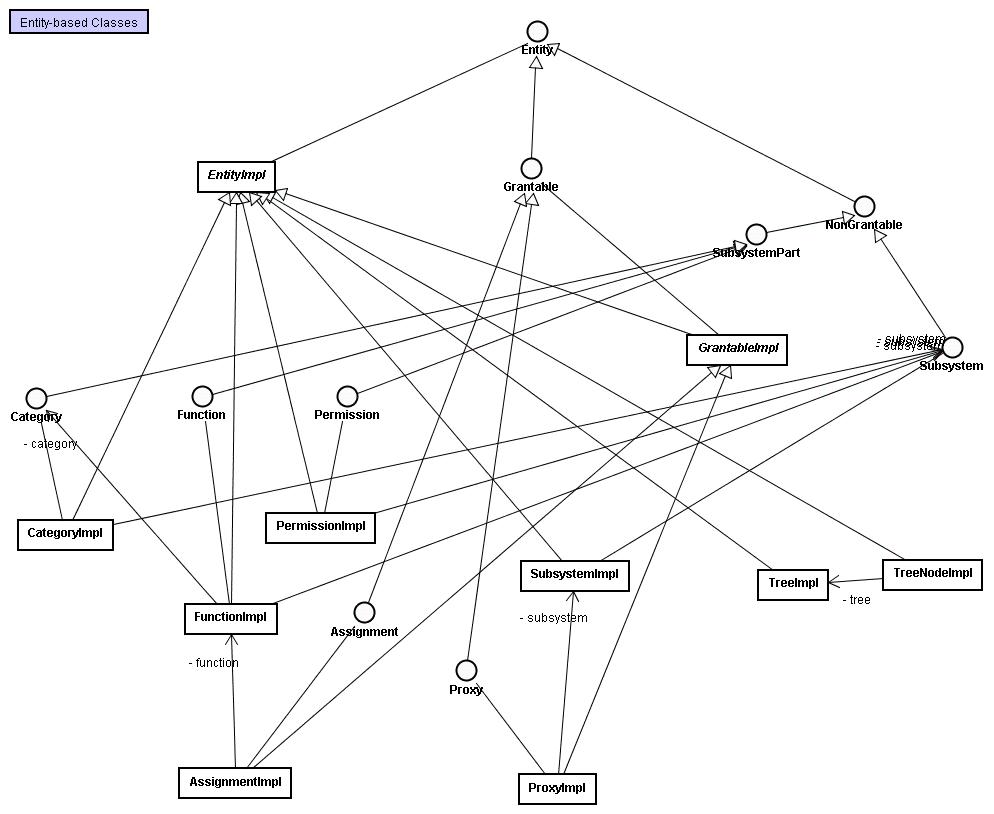 Entity-based Classes
Entity
EntityImpl
Grantable
NonGrantable
SubsystemPart
- subsystem
- subsystem
- subsystem
GrantableImpl
Subsystem
Category
Function
Permission
- category
CategoryImpl
PermissionImpl
SubsystemImpl
TreeImpl
TreeNodeImpl
- tree
FunctionImpl
Assignment
- subsystem
- function
Proxy
AssignmentImpl
ProxyImpl